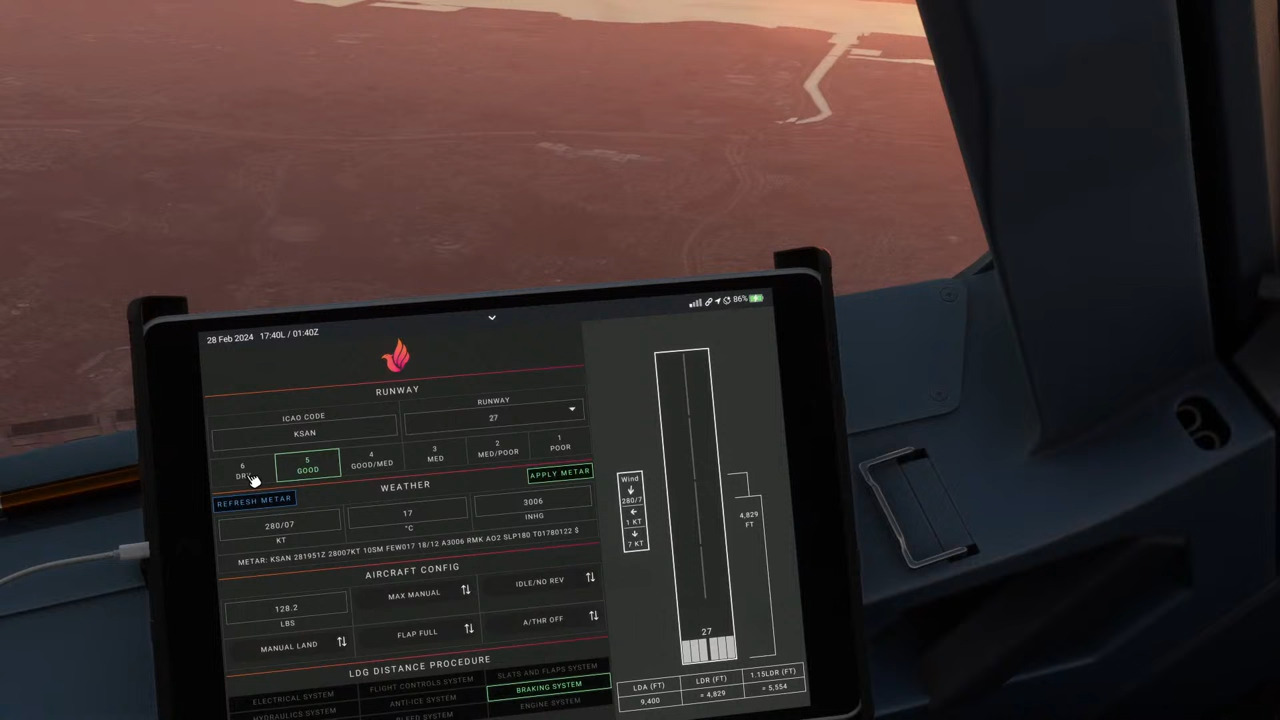 28 Feb 2024 17:40L / 01:40Z
86%
RUNWAY
ICAO CODE
KSAN
RUNWAY
27
6
DRY
5
GOOD
4
GOOD/MED
3
MED
2
MED/POOR
1
POOR
REFRESH METAR
WEATHER
APPLY METAR
280/07
KT
17
°C
3006
INHG
METAR: KSAN 281951Z 28007KT 10SM FEW017 18/12 A3006 RMK AO2 SLP180 T01780122 $
AIRCRAFT CONFIG
128.2
LBS
MAX MANUAL
IDLE/NO REV
MANUAL LAND
FLAP FULL
A/THR OFF
LDG DISTANCE PROCEDURE
ELECTRICAL SYSTEM
FLIGHT CONTROLS SYSTEM
SLATS AND FLAPS SYSTEM
HYDRAULICS SYSTEM
ANTI-ICE SYSTEM
BRAKING SYSTEM
BLEED SYSTEM
ENGINE SYSTEM
Wind
280/7
1 KT
7 KT
4,829
FT
27
LDA (FT)
9,400
LDR (FT)
= 4,829
1.15LDR (FT)
= 5,554